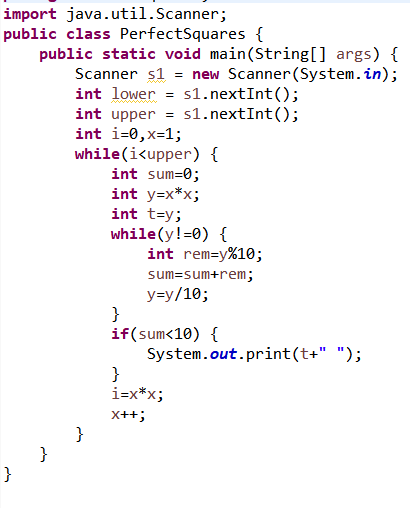 import java.util.Scanner;
public class PerfectSquares {
    public static void main(String[] args) {
        Scanner s1 = new Scanner(System.in);
        int lower = s1.nextInt();
        int upper = s1.nextInt();
        int i=0,x=1;
        while(i<upper) {
            int sum=0;
            int y=x*x;
            int t=y;
            while(y!=0) {
                int rem=y%10;
                sum=sum+rem;
                y=y/10;
            }
            if(sum<10) {
                System.out.print(t+" ");
            }
            i=x*x;
            x++;
        }
    }
}